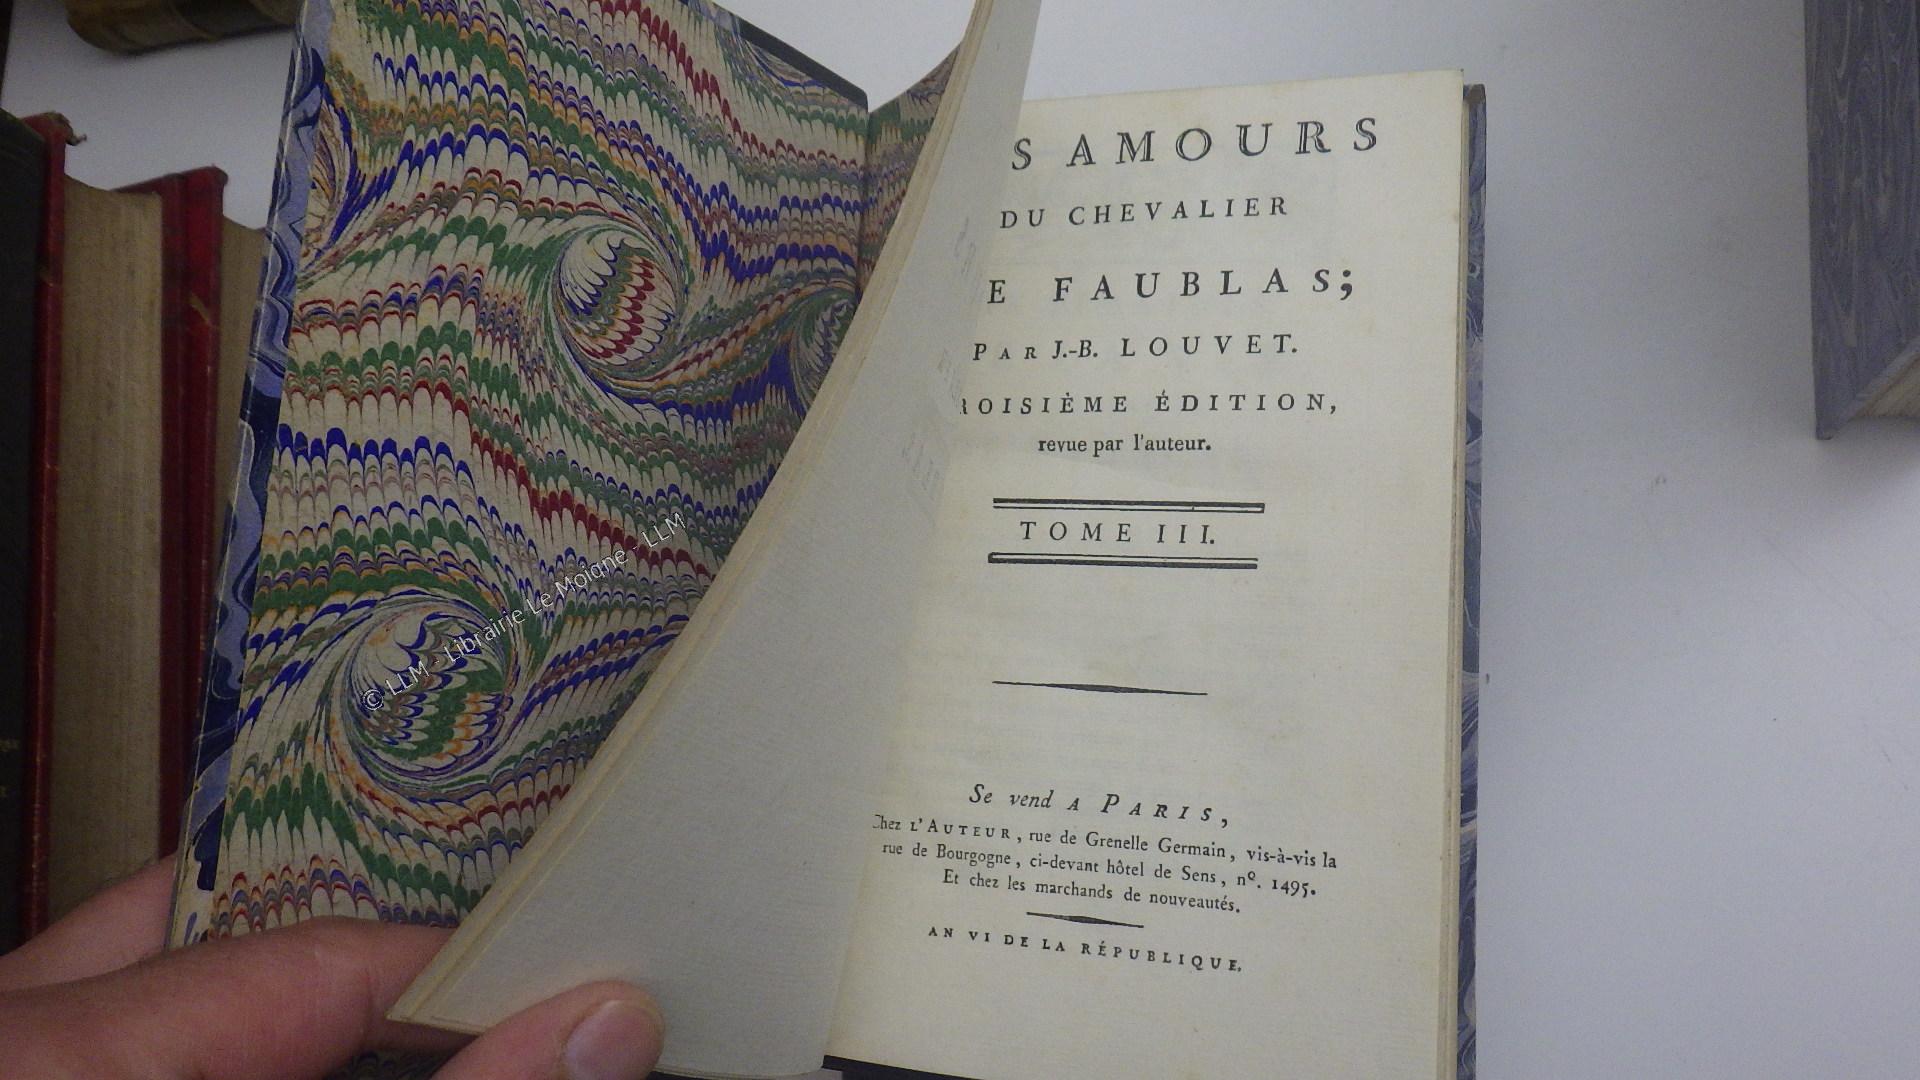 S AMOURS
DU CHEVALIER
E FAUBLAS;
PAR J.-B. LOUVET.
ROISIÈME ÉDITION,
revue par l'auteur.
TOME III.
Se vend A PARIS,
Chez L'AUTEUR, rue de Grenelle Germain, vis-à-vis la
rue de Bourgogne, ci-devant hôtel de Sens, nº. 1495.
Et chez les marchands de nouveautés.
AN VI DE LA RÉPUBLIQUE.
© LLM - Librairie Le Moigne - LLM